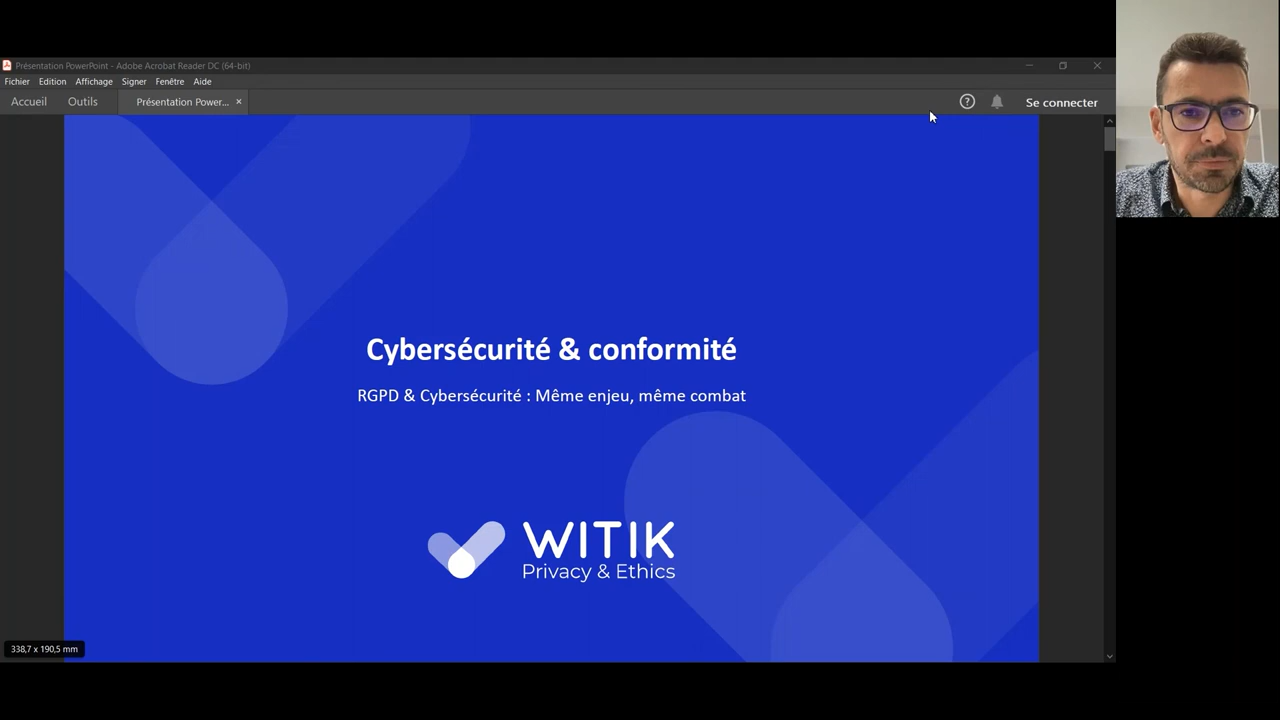 Présentation PowerPoint - Adobe Acrobat Reader DC (64-bit)
Fichier Edition Affichage Signer Fenêtre Aide
Accueil Outils Présentation Power... × ? Se connecter
Cybersécurité & conformité
RGPD & Cybersécurité : Même enjeu, même combat
WITIK
Privacy & Ethics
338,7 x 190,5 mm